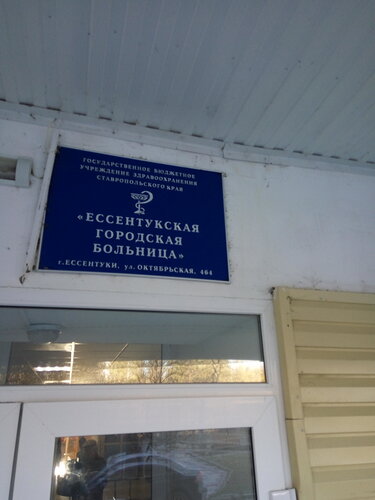 ГОСУДАРСТВЕННОЕ БЮДЖЕТНОЕ
УЧРЕЖДЕНИЕ ЗДРАВООХРАНЕНИЯ
СТАВРОПОЛЬСКОГО КРАЯ
«ЕССЕНТУКСКАЯ
ГОРОДСКАЯ
БОЛЬНИЦА»
г. ЕССЕНТУКИ, ул. ОКТЯБРЬСКАЯ, 464